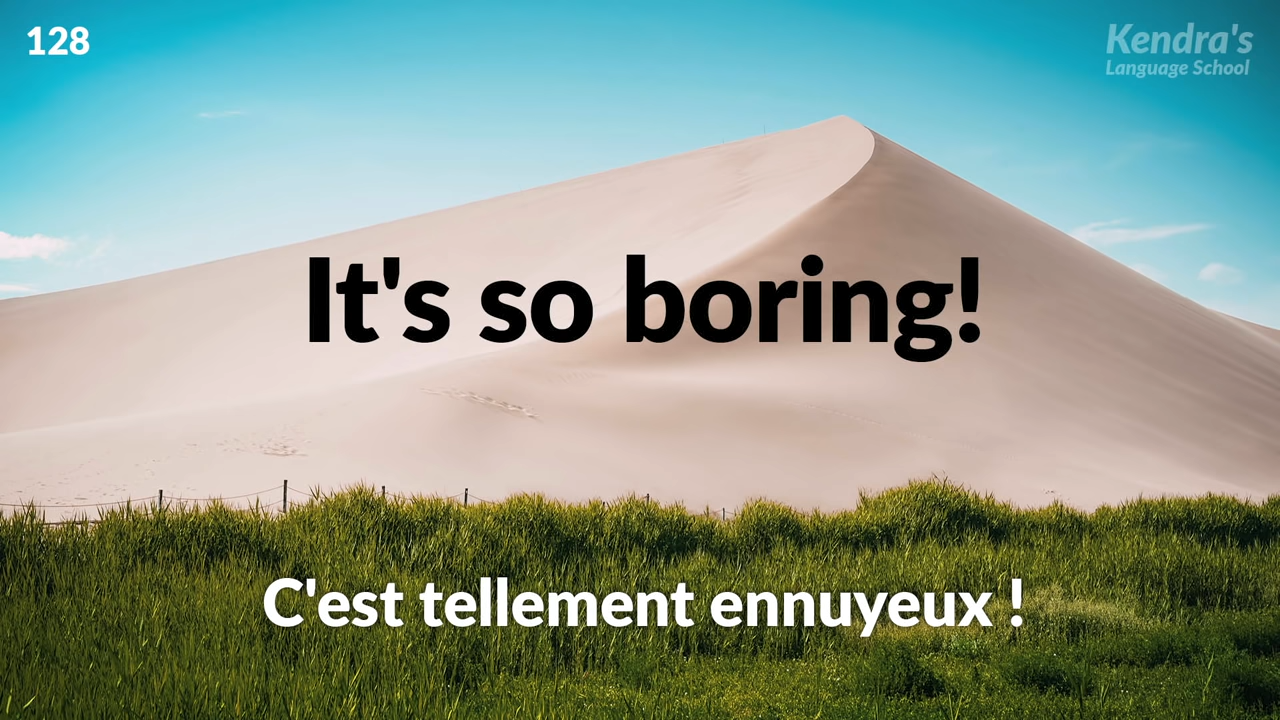 128
Kendra's
Language School
It's so boring!
C'est tellement ennuyeux !